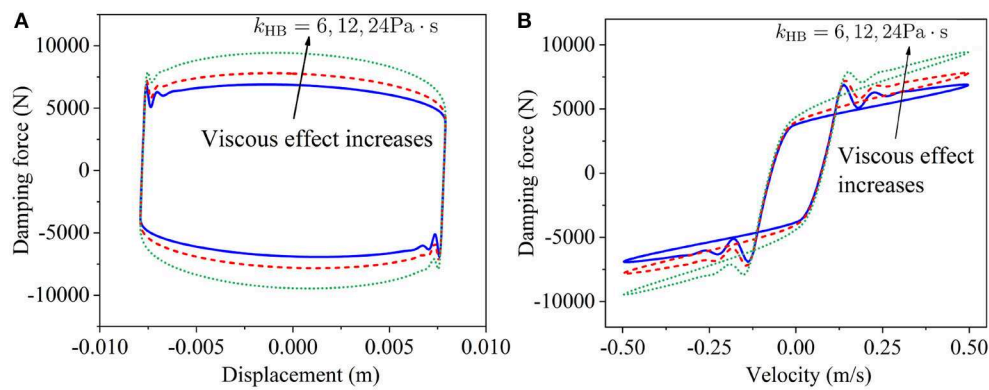 A
k_HB = 6, 12, 24Pa · s
10000
5000
0
-5000
-10000
Damping force (N)
Viscous effect increases
-0.010
-0.005
0.000
0.005
0.010
Displacement (m)
B
k_HB = 6, 12, 24Pa · s
10000
5000
0
-5000
-10000
Damping force (N)
Viscous effect
increases
-0.50
-0.25
0.00
0.25
0.50
Velocity (m/s)